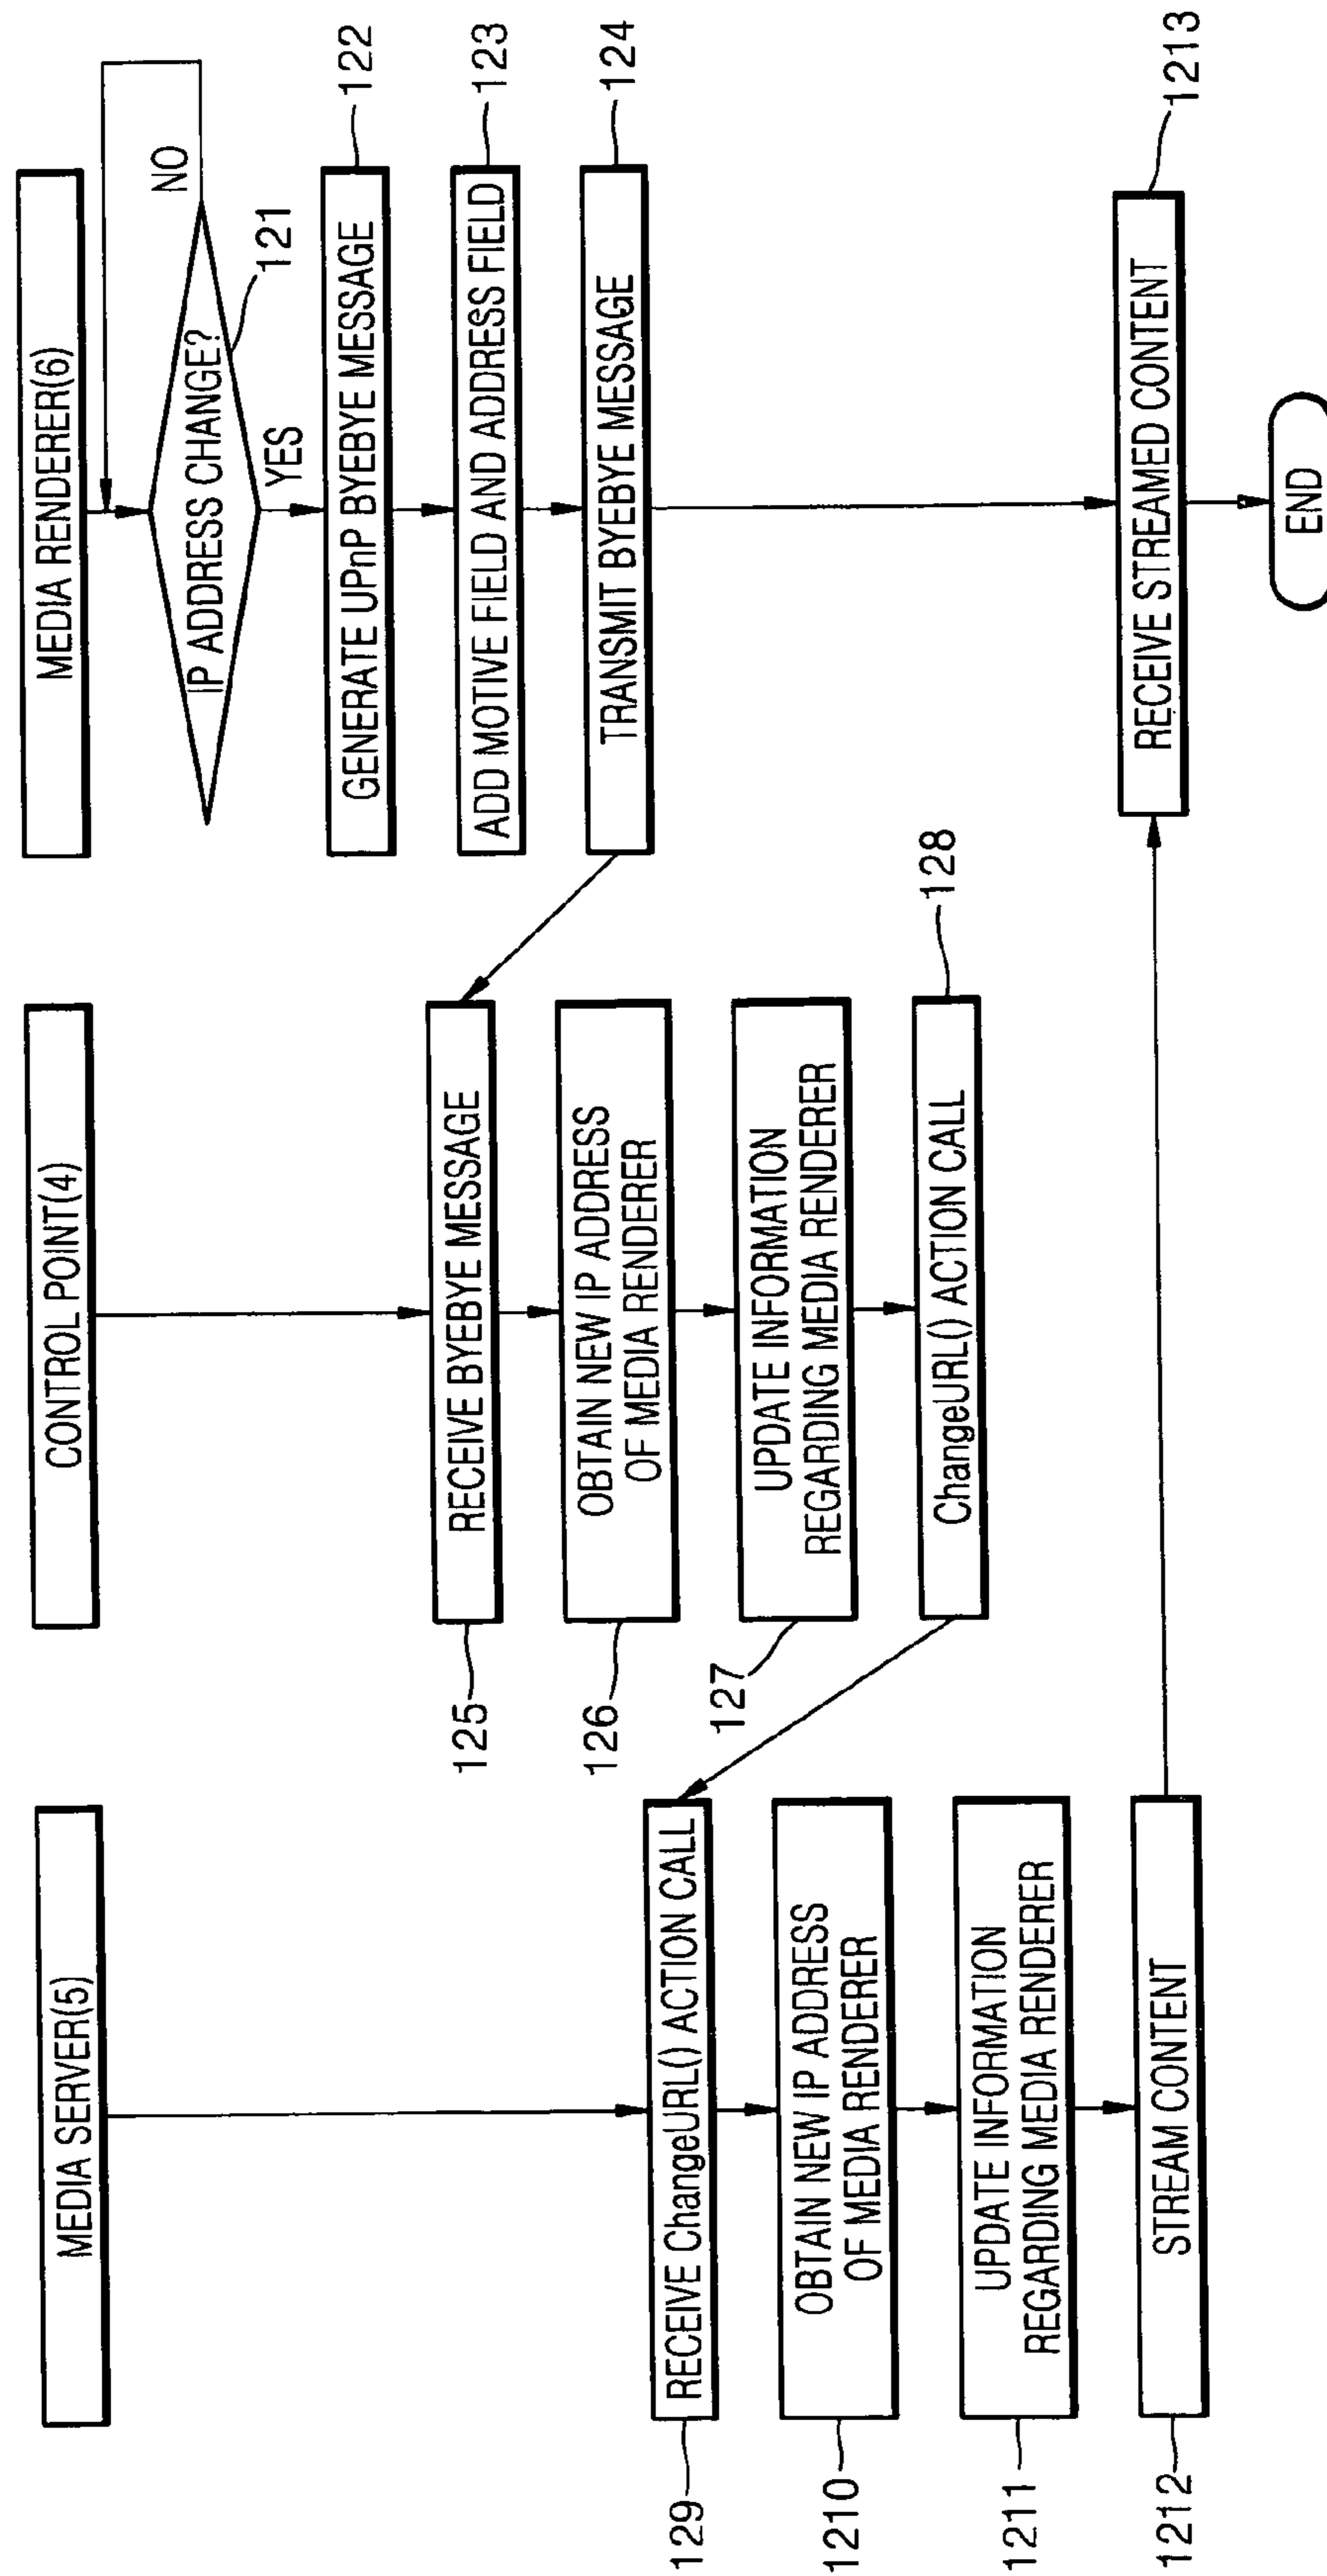 MEDIA SERVER(5)
CONTROL POINT(4)
MEDIA RENDERER(6)
NO
IP ADDRESS CHANGE?
121
YES
GENERATE UPnP BYEBYE MESSAGE
122
ADD MOTIVE FIELD AND ADDRESS FIELD
123
TRANSMIT BYEBYE MESSAGE
124
125
RECEIVE BYEBYE MESSAGE
126
OBTAIN NEW IP ADDRESS
OF MEDIA RENDERER
127
UPDATE INFORMATION
REGARDING MEDIA RENDERER
ChangeURL() ACTION CALL
128
129
RECEIVE ChangeURL() ACTION CALL
1210
OBTAIN NEW IP ADDRESS
OF MEDIA RENDERER
1211
UPDATE INFORMATION
REGARDING MEDIA RENDERER
1212
STREAM CONTENT
RECEIVE STREAMED CONTENT
1213
END